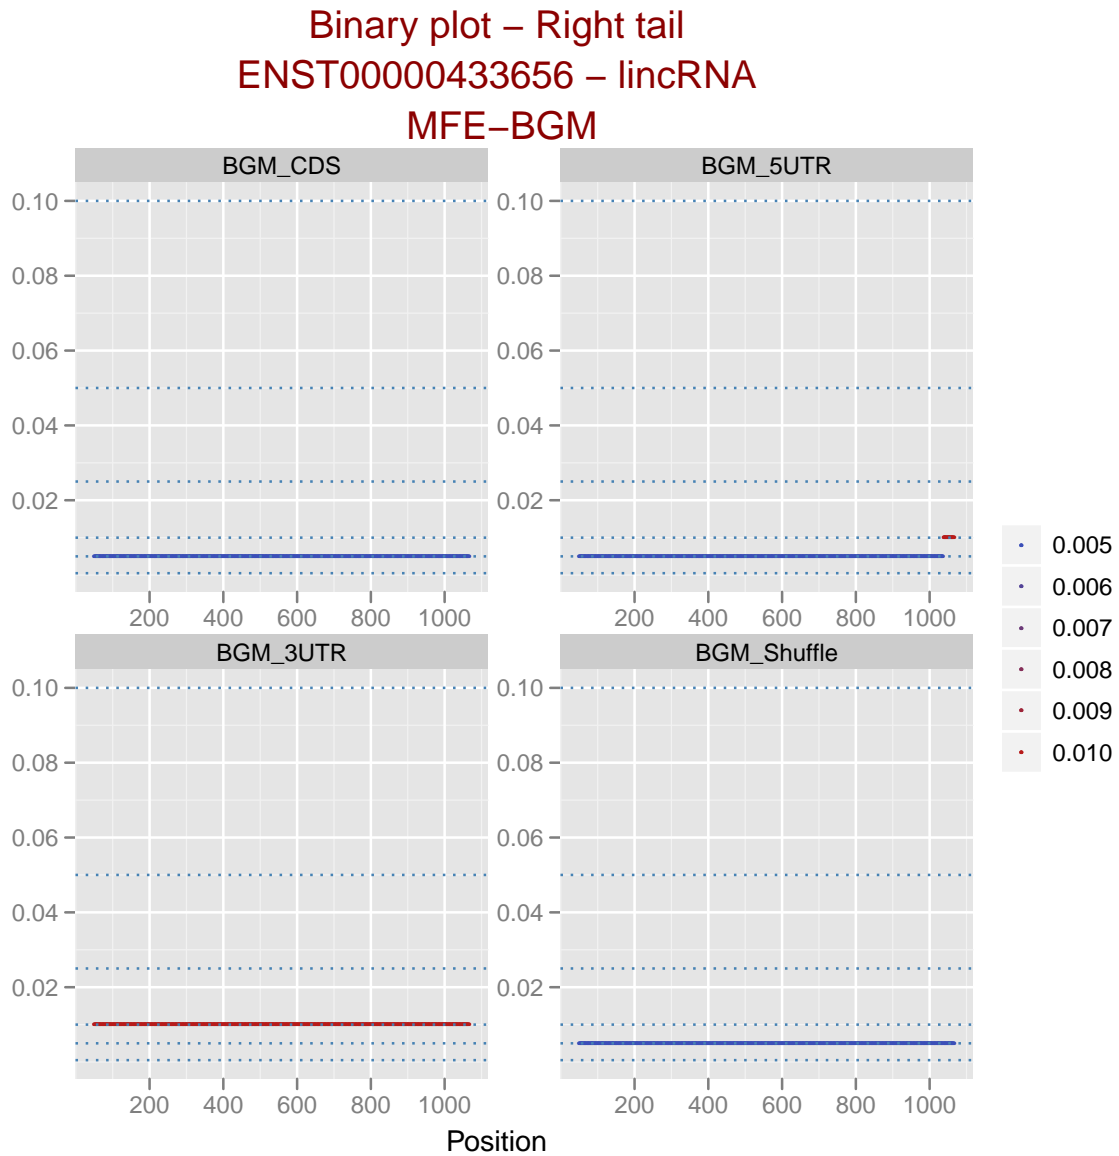 Binary plot – Right tail
ENST00000433656 – lincRNA
MFE–BGM
BGM_CDS
BGM_5UTR
0.10
0.08
0.06
0.04
0.02
0.10
0.08
0.06
0.04
0.02
200 400 600 800 1000
200 400 600 800 1000
BGM_3UTR
BGM_Shuffle
0.10
0.08
0.06
0.04
0.02
0.10
0.08
0.06
0.04
0.02
200 400 600 800 1000
200 400 600 800 1000
Position
0.005
0.006
0.007
0.008
0.009
0.010